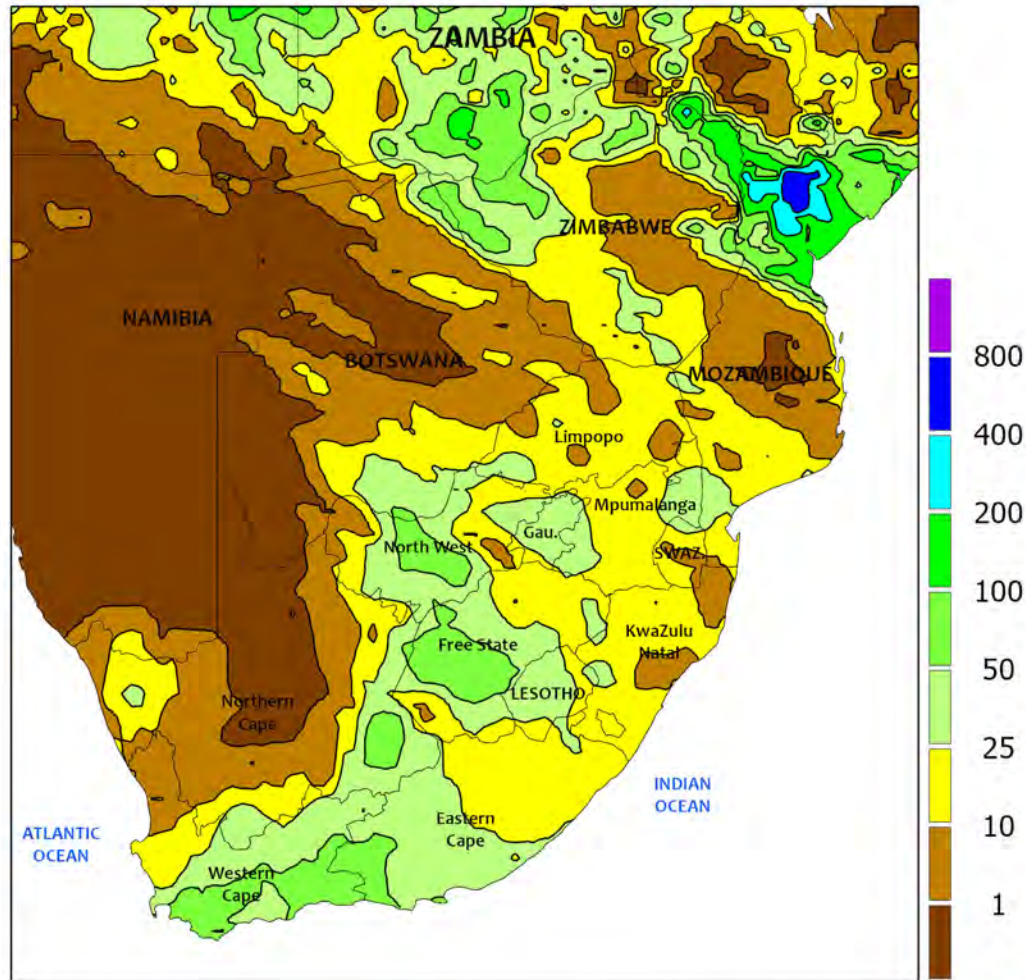 ZAMBIA
ZIMBABWE
NAMIBIA
BOTSWANA
MOZAMBIQUE
Limpopo
Mpumalanga
Gau.
North West
SWAZ.
KwaZulu
Natal
Free State
LESOTHO
Northern
Cape
INDIAN
OCEAN
Eastern
Cape
ATLANTIC
OCEAN
Western
Cape
800
400
200
100
50
25
10
1